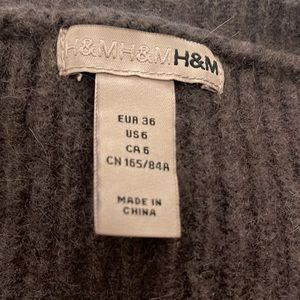 H&MH&MH&M
EUR 36
US 6
CA 6
CN 165/84A
MADE IN
CHINA